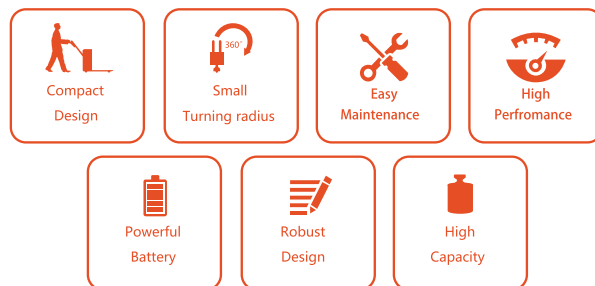 Compact
Design
360°
Small
Turning radius
Easy
Maintenance
High
Perfromance
Powerful
Battery
Robust
Design
High
Capacity